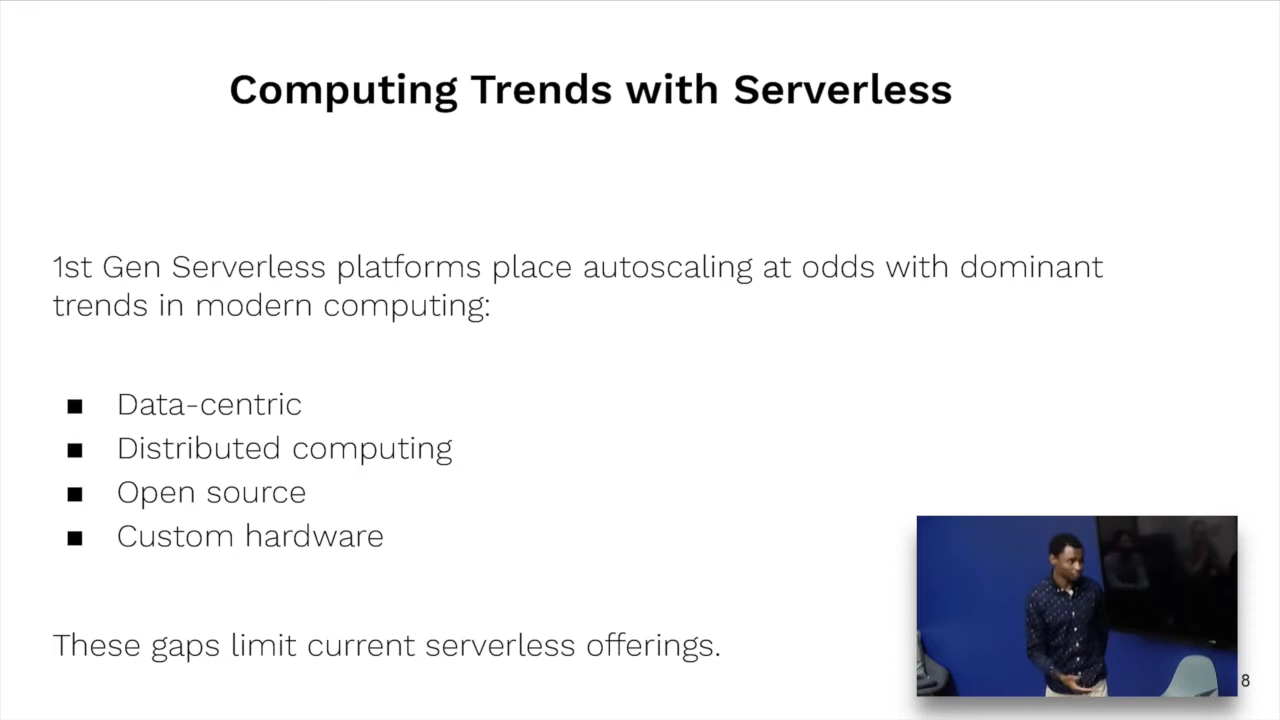 Computing Trends with Serverless
1st Gen Serverless platforms place autoscaling at odds with dominant
trends in modern computing:
■ Data-centric
■ Distributed computing
■ Open source
■ Custom hardware
These gaps limit current serverless offerings.
8